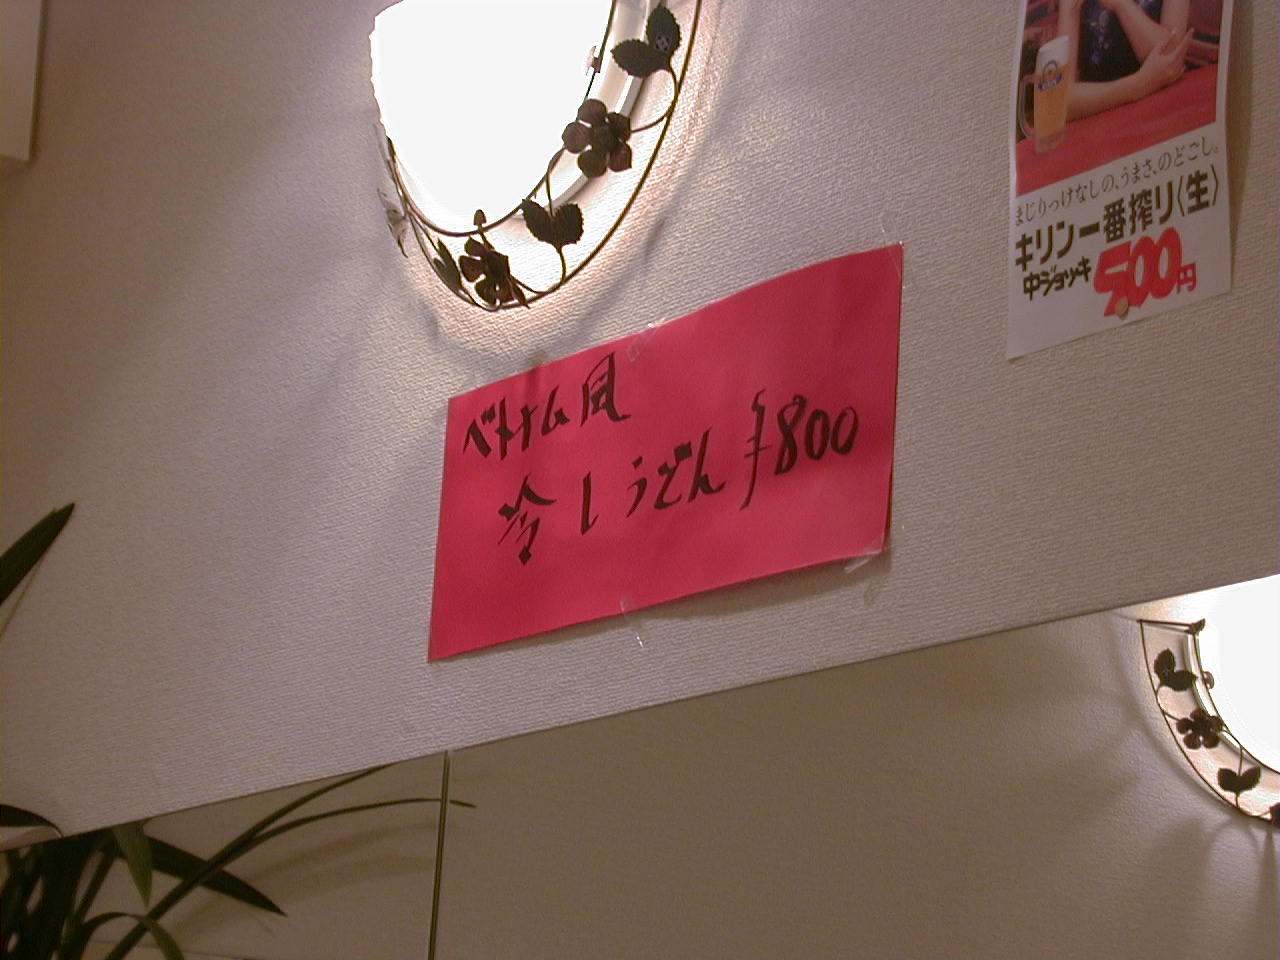 ベトナム風
冷しうどん ¥800
まじりっけなしの、うまさ、のどごし。
キリン一番搾り〈生〉
中ジョッキ 500円